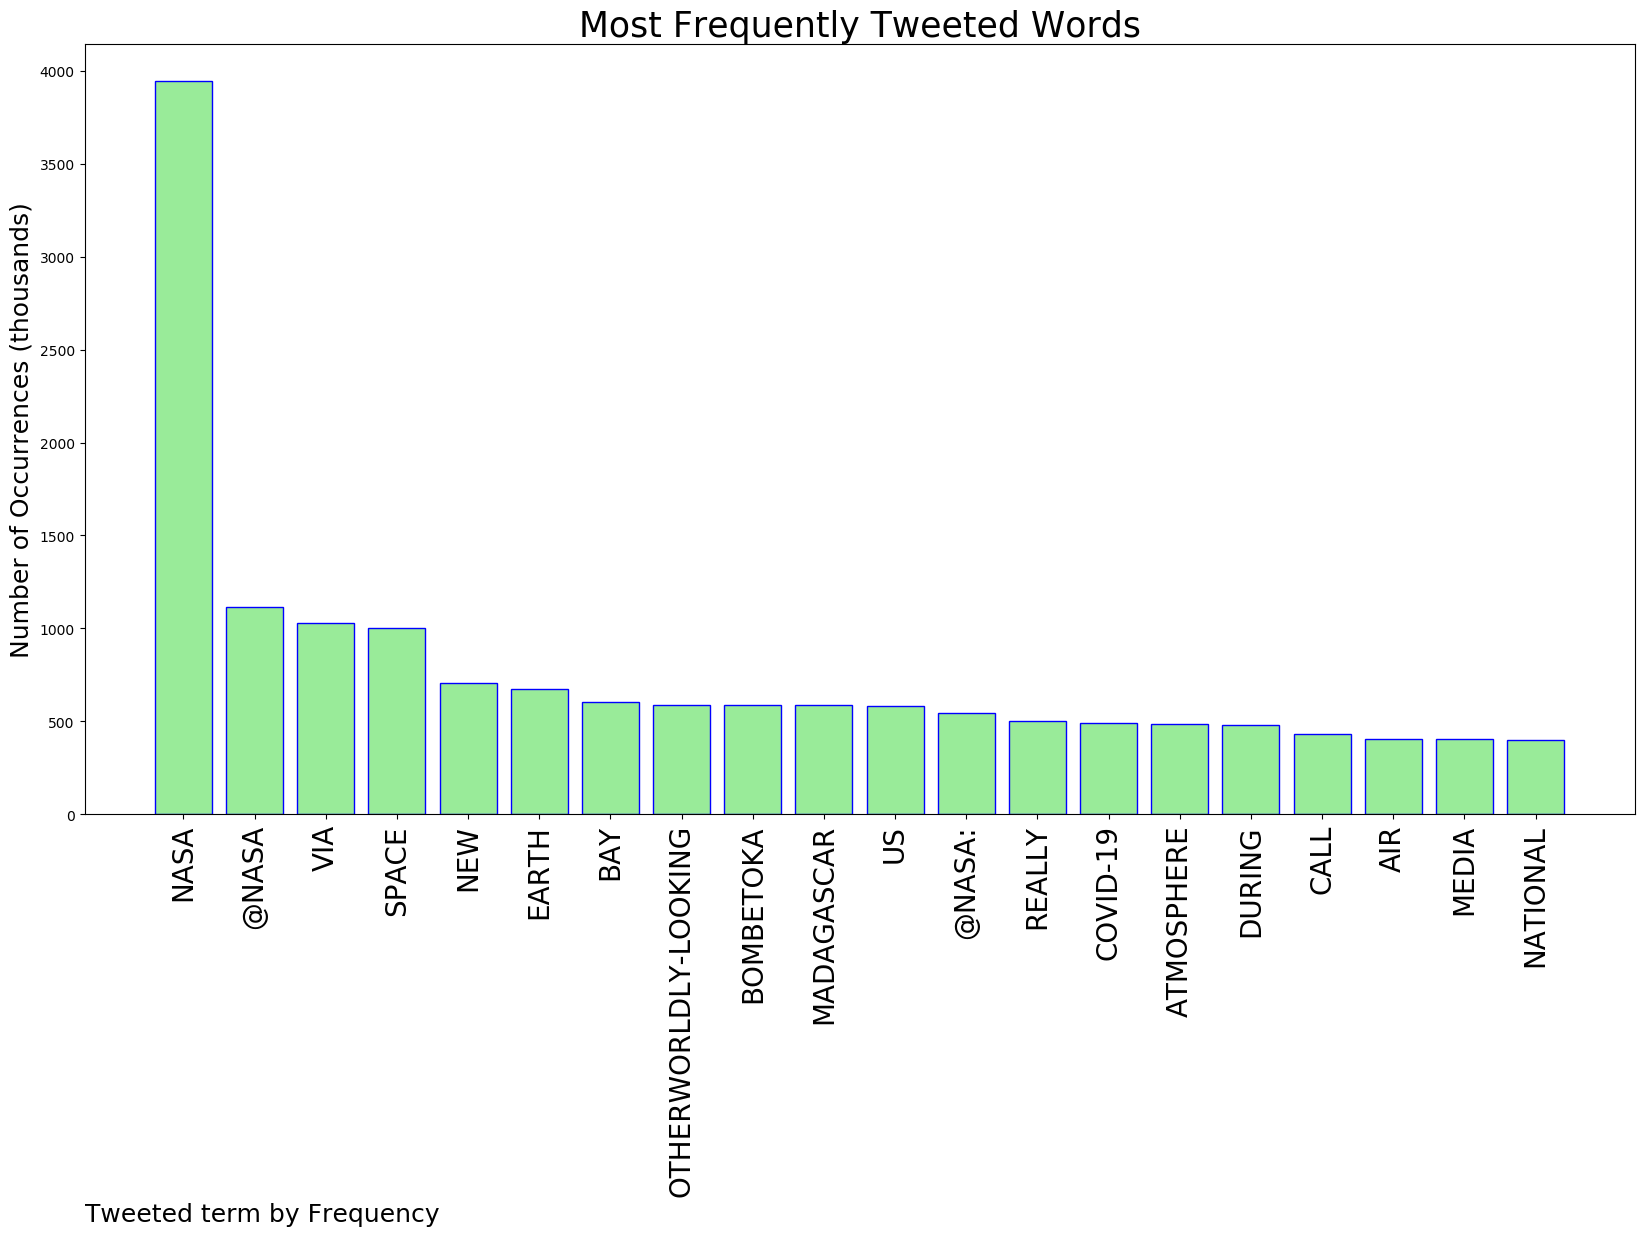 Most Frequently Tweeted Words
Number of Occurrences (thousands)
4000
3500
3000
2500
2000
1500
1000
500
0
NASA
@NASA
VIA
SPACE
NEW
EARTH
BAY
OTHERWORLDLY-LOOKING
BOMBETOKA
MADAGASCAR
US
@NASA:
REALLY
COVID-19
ATMOSPHERE
DURING
CALL
AIR
MEDIA
NATIONAL
Tweeted term by Frequency